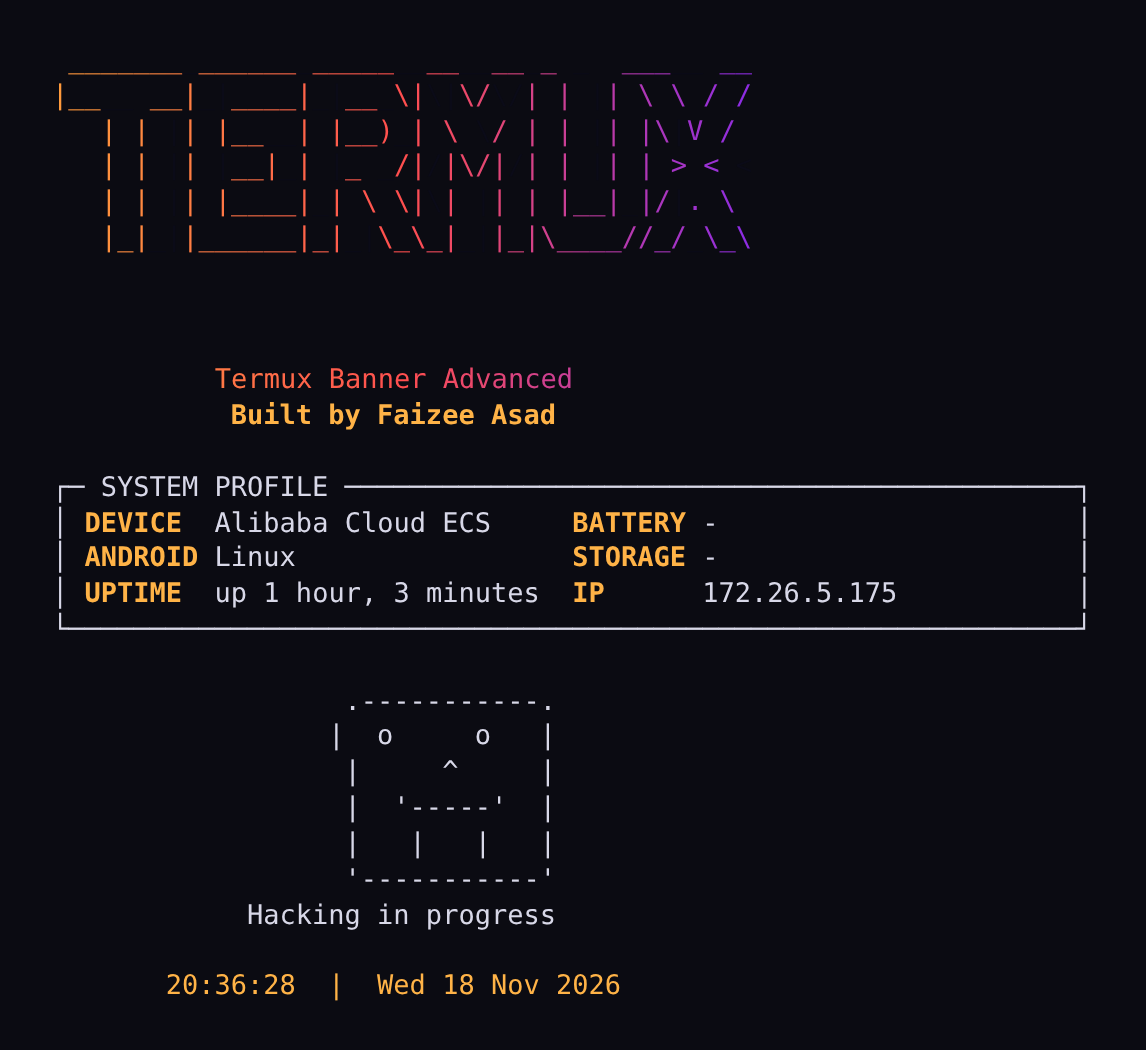 TERMUX
Termux Banner Advanced
Built by Faizee Asad
SYSTEM PROFILE
DEVICE Alibaba Cloud ECS BATTERY -
ANDROID Linux STORAGE -
UPTIME up 1 hour, 3 minutes IP 172.26.5.175
Hacking in progress
20:36:28 | Wed 18 Nov 2026